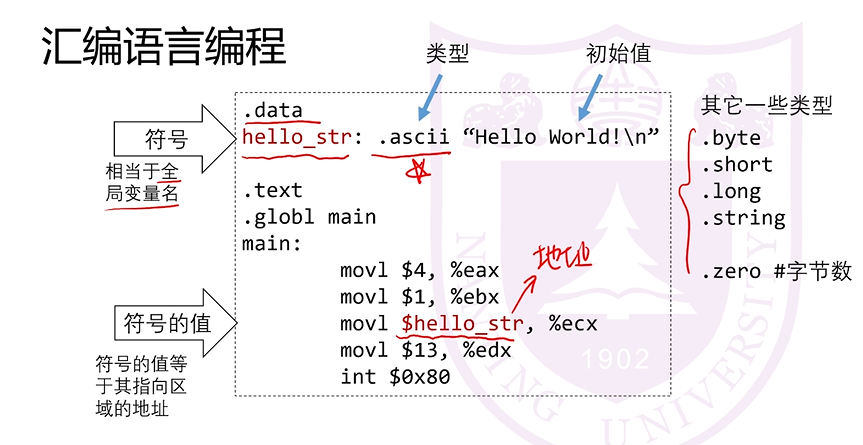 汇编语言编程
类型
初始值
.data
hello_str: .ascii “Hello World!\n”
符号
相当于全
局变量名
.text
.globl main
main:
movl $4, %eax
movl $1, %ebx
movl $hello_str, %ecx
movl $13, %edx
int $0x80
地址
符号的值
符号的值等
于其指向区
域的地址
其它一些类型
.byte
.short
.long
.string
.zero #字节数
1902
NANJING UNIVERSITY